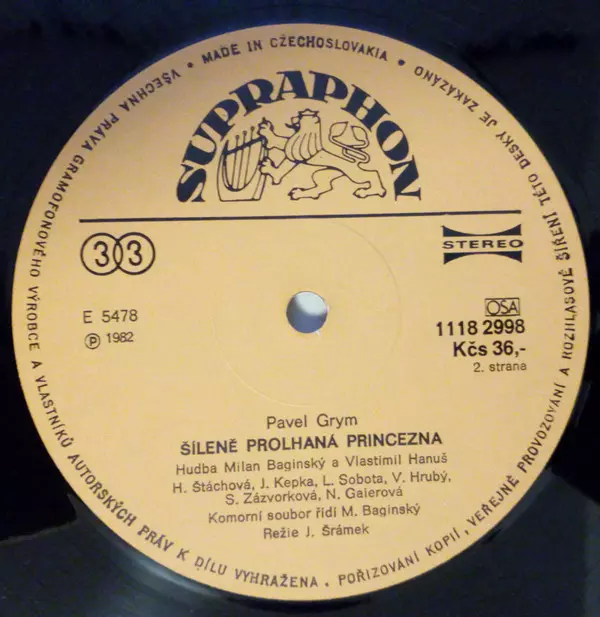 VŠECHNA PRÁVA GRAMOFONOVÉHO VÝROBCE A VLASTNÍKŮ AUTORSKÝCH PRÁV K DÍLU VYHRAŽENA. POŘIZOVÁNÍ KOPIÍ, VEŘEJNÉ PROVOZOVÁNÍ A ROZHLASOVÉ ŠÍŘENÍ TÉTO DESKY JE ZAKÁZÁNO
• MADE IN CZECHOSLOVAKIA •
SUPRAPHON
33
STEREO
E 5478
Ⓟ 1982
OSA
1118 2998
Kčs 36,-
2. strana
Pavel Grym
ŠÍLENĚ PROLHANÁ PRINCEZNA
Hudba Milan Baginský a Vlastimil Hanuš
H. Štáchová, J. Kepka, L. Sobota, V. Hrubý,
S. Zázvorková, N. Gaierová
Komorní soubor řídí M. Baginský
Režie J. Šrámek